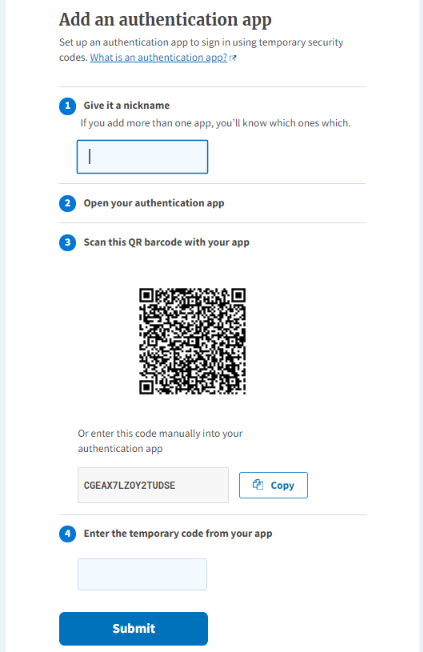 Add an authentication app
Set up an authentication app to sign in using temporary security
codes. What is an authentication app?
1 Give it a nickname
If you add more than one app, you'll know which ones which.
2 Open your authentication app
3 Scan this QR barcode with your app
Or enter this code manually into your
authentication app
CGEAX7LZOY2TUDSE
Copy
4 Enter the temporary code from your app
Submit